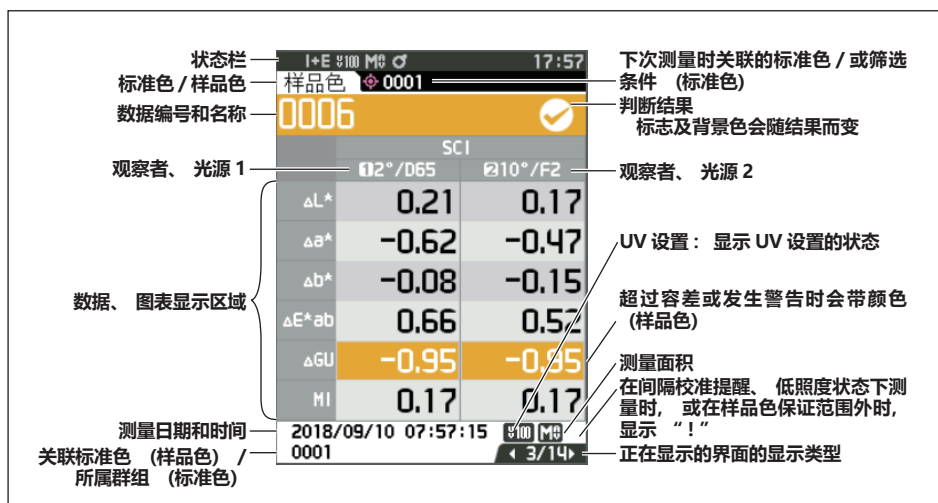 状态栏
标准色 / 样品色
数据编号和名称
观察者、 光源 1
数据、 图表显示区域
测量日期和时间
关联标准色 (样品色) /
所属群组 (标准色)
I+E 100 M 17:57
样品色 0001
0006
SCI
1 2°/D65 2 10°/F2
ΔL* 0.21 0.17
Δa* -0.62 -0.47
Δb* -0.08 -0.15
ΔE*ab 0.66 0.52
ΔGU -0.95 -0.95
MI 0.17 0.17
2018/09/10 07:57:15 100 M
0001
3/14
下次测量时关联的标准色 / 或筛选
条件 (标准色)
判断结果
标志及背景色会随结果而变
观察者、 光源 2
UV 设置: 显示 UV 设置的状态
超过容差或发生警告时会带颜色
(样品色)
测量面积
在间隔校准提醒、 低照度状态下测
量时, 或在样品色保证范围外时,
显示 “!”
正在显示的界面的显示类型